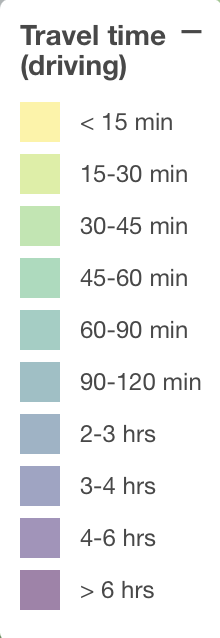 Travel time
(driving)
< 15 min
15-30 min
30-45 min
45-60 min
60-90 min
90-120 min
2-3 hrs
3-4 hrs
4-6 hrs
> 6 hrs